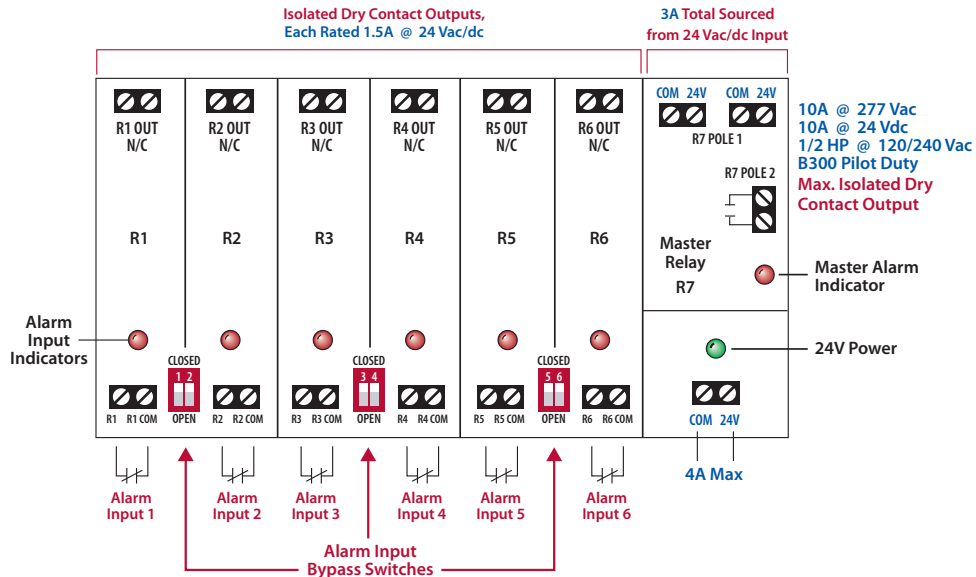 Isolated Dry Contact Outputs,
Each Rated 1.5A @ 24 Vac/dc
3A Total Sourced
from 24 Vac/dc Input
R1 OUT
N/C
R2 OUT
N/C
R3 OUT
N/C
R4 OUT
N/C
R5 OUT
N/C
R6 OUT
N/C
COM 24V
COM 24V
R7 POLE 1
R7 POLE 2
10A @ 277 Vac
10A @ 24 Vdc
1/2 HP @ 120/240 Vac
B300 Pilot Duty
Max. Isolated Dry
Contact Output
R1
R2
R3
R4
R5
R6
Master
Relay
R7
Master Alarm
Indicator
Alarm
Input
Indicators
24V Power
CLOSED
1 2
OPEN
CLOSED
3 4
OPEN
CLOSED
5 6
OPEN
R1 R1 COM
R2 R2 COM
R3 R3 COM
R4 R4 COM
R5 R5 COM
R6 R6 COM
COM 24V
4A Max
Alarm
Input 1
Alarm
Input 2
Alarm
Input 3
Alarm
Input 4
Alarm
Input 5
Alarm
Input 6
Alarm Input
Bypass Switches